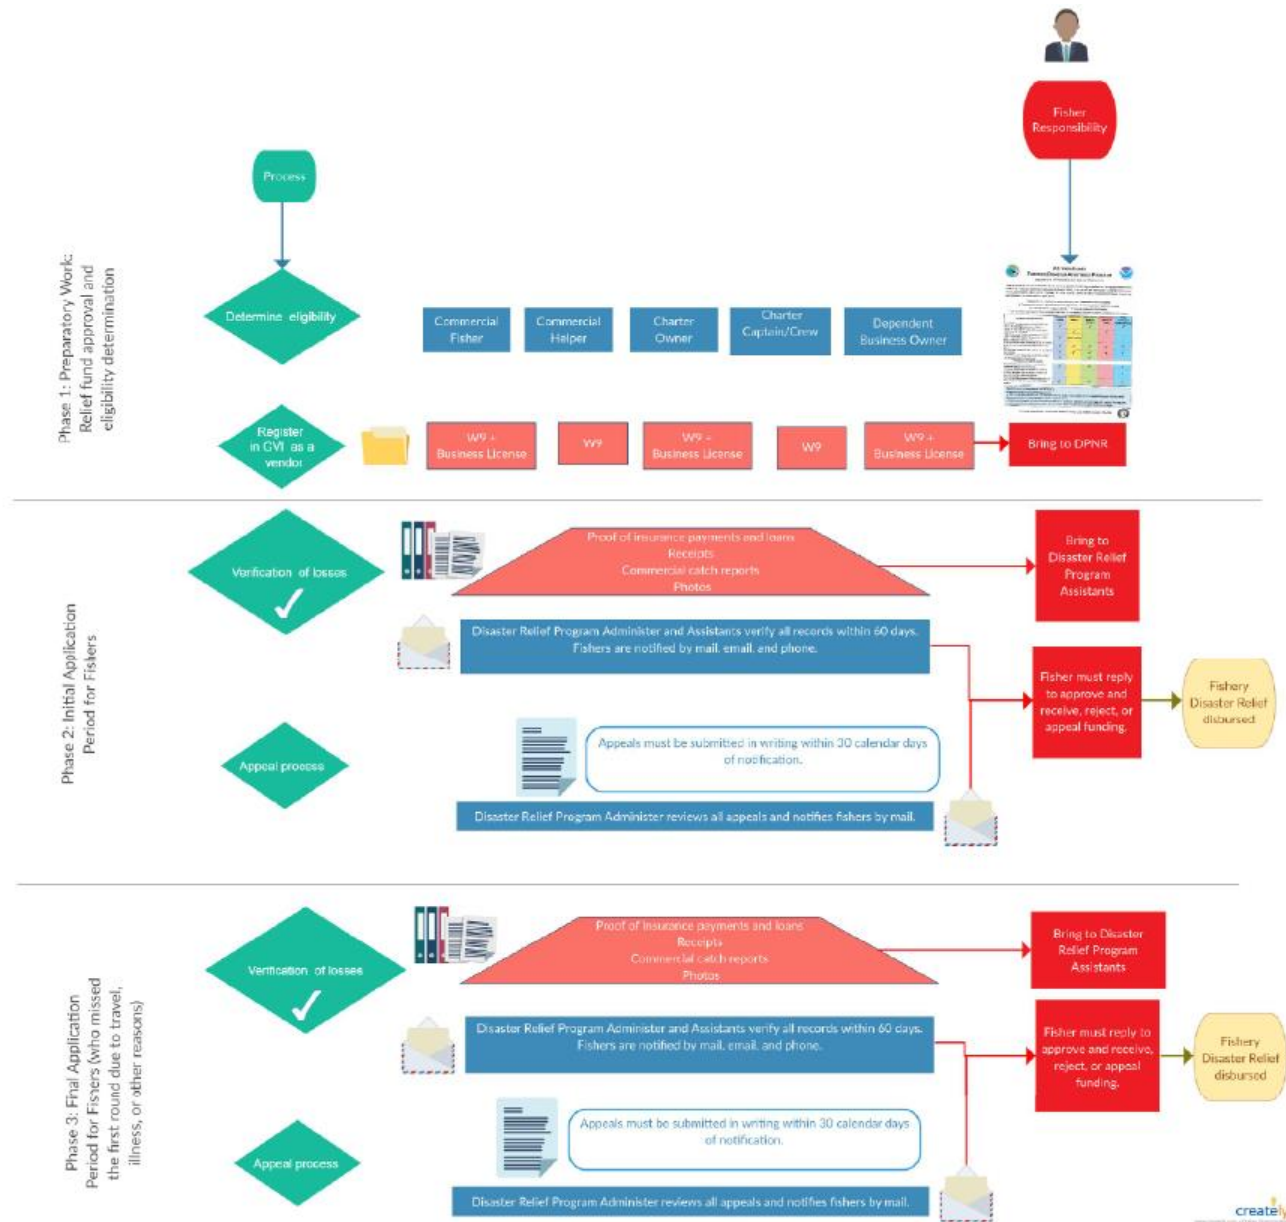 Fisher
Responsibility
Process
Phase 1: Preparatory Work:
Relief fund approval and
eligibility determination
Determine eligibility
Commercial
Fisher
Commercial
Helper
Charter
Owner
Charter
Captain/Crew
Dependent
Business Owner
Register
in GVI as a
vendor
W9 +
Business License
W9
W9 +
Business License
W9
W9 +
Business License
Bring to DPNR
Phase 2: Initial Application
Period for Fishers
Verification of losses
Proof of insurance payments and loans
Receipts
Commercial catch reports
Photos
Bring to
Disaster Relief
Program
Assistants
Disaster Relief Program Administer and Assistants verify all records within 60 days.
Fishers are notified by mail, email, and phone.
Fisher must reply
to approve and
receive, reject, or
appeal funding.
Fishery
Disaster Relief
disbursed
Appeal process
Appeals must be submitted in writing within 30 calendar days
of notification.
Disaster Relief Program Administer reviews all appeals and notifies fishers by mail.
Phase 3: Final Application
Period for Fishers (who missed
the first round due to travel,
illness, or other reasons)
Verification of losses
Proof of insurance payments and loans
Receipts
Commercial catch reports
Photos
Bring to Disaster
Relief Program
Assistants
Disaster Relief Program Administer and Assistants verify all records within 60 days.
Fishers are notified by mail, email, and phone.
Fisher must reply to
approve and receive,
reject, or appeal
funding.
Fishery
Disaster Relief
disbursed
Appeal process
Appeals must be submitted in writing within 30 calendar days
of notification.
Disaster Relief Program Administer reviews all appeals and notifies fishers by mail.